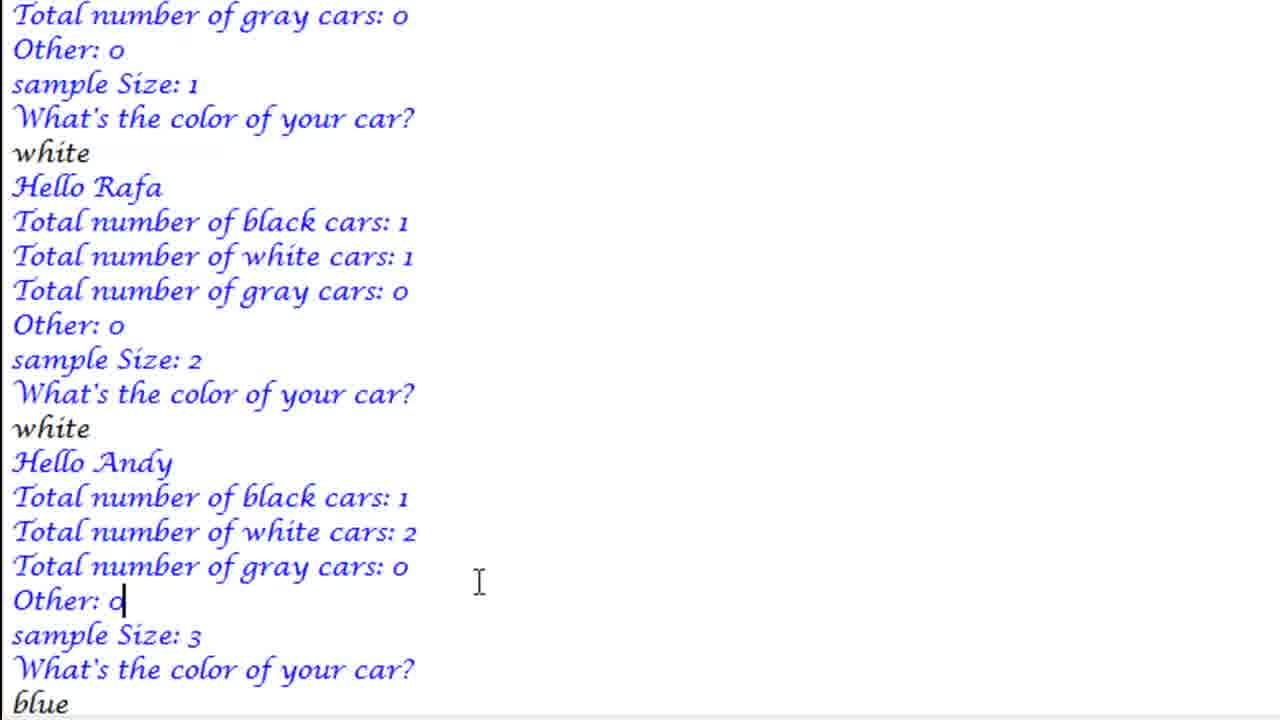 Total number of gray cars: 0
Other: 0
sample Size: 1
What's the color of your car?
white
Hello Rafa
Total number of black cars: 1
Total number of white cars: 1
Total number of gray cars: 0
Other: 0
sample Size: 2
What's the color of your car?
white
Hello Andy
Total number of black cars: 1
Total number of white cars: 2
Total number of gray cars: 0
Other: 0
sample Size: 3
What's the color of your car?
blue